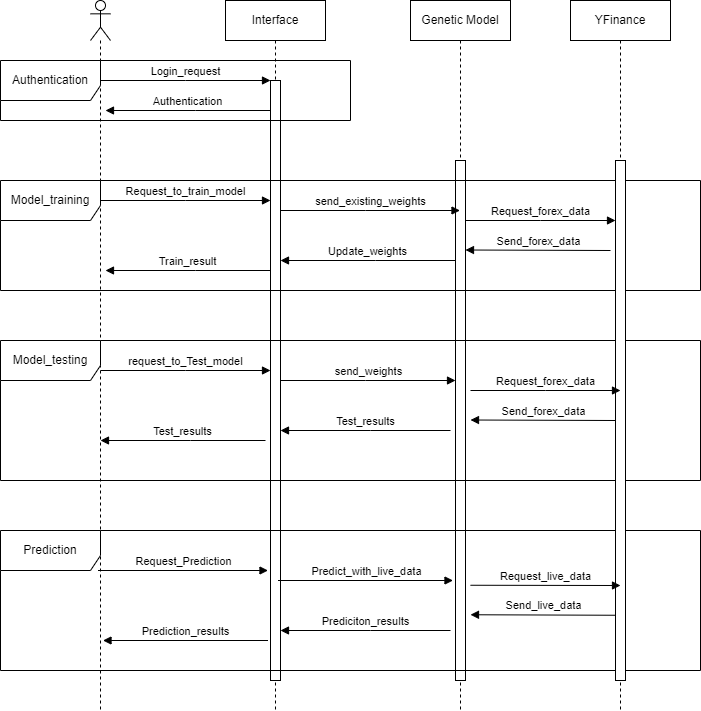 Interface
Genetic Model
YFinance
Authentication
Login_request
Authentication
Model_training
Request_to_train_model
send_existing_weights
Request_forex_data
Send_forex_data
Update_weights
Train_result
Model_testing
request_to_Test_model
send_weights
Request_forex_data
Send_forex_data
Test_results
Test_results
Prediction
Request_Prediction
Predict_with_live_data
Request_live_data
Send_live_data
Prediciton_results
Prediction_results